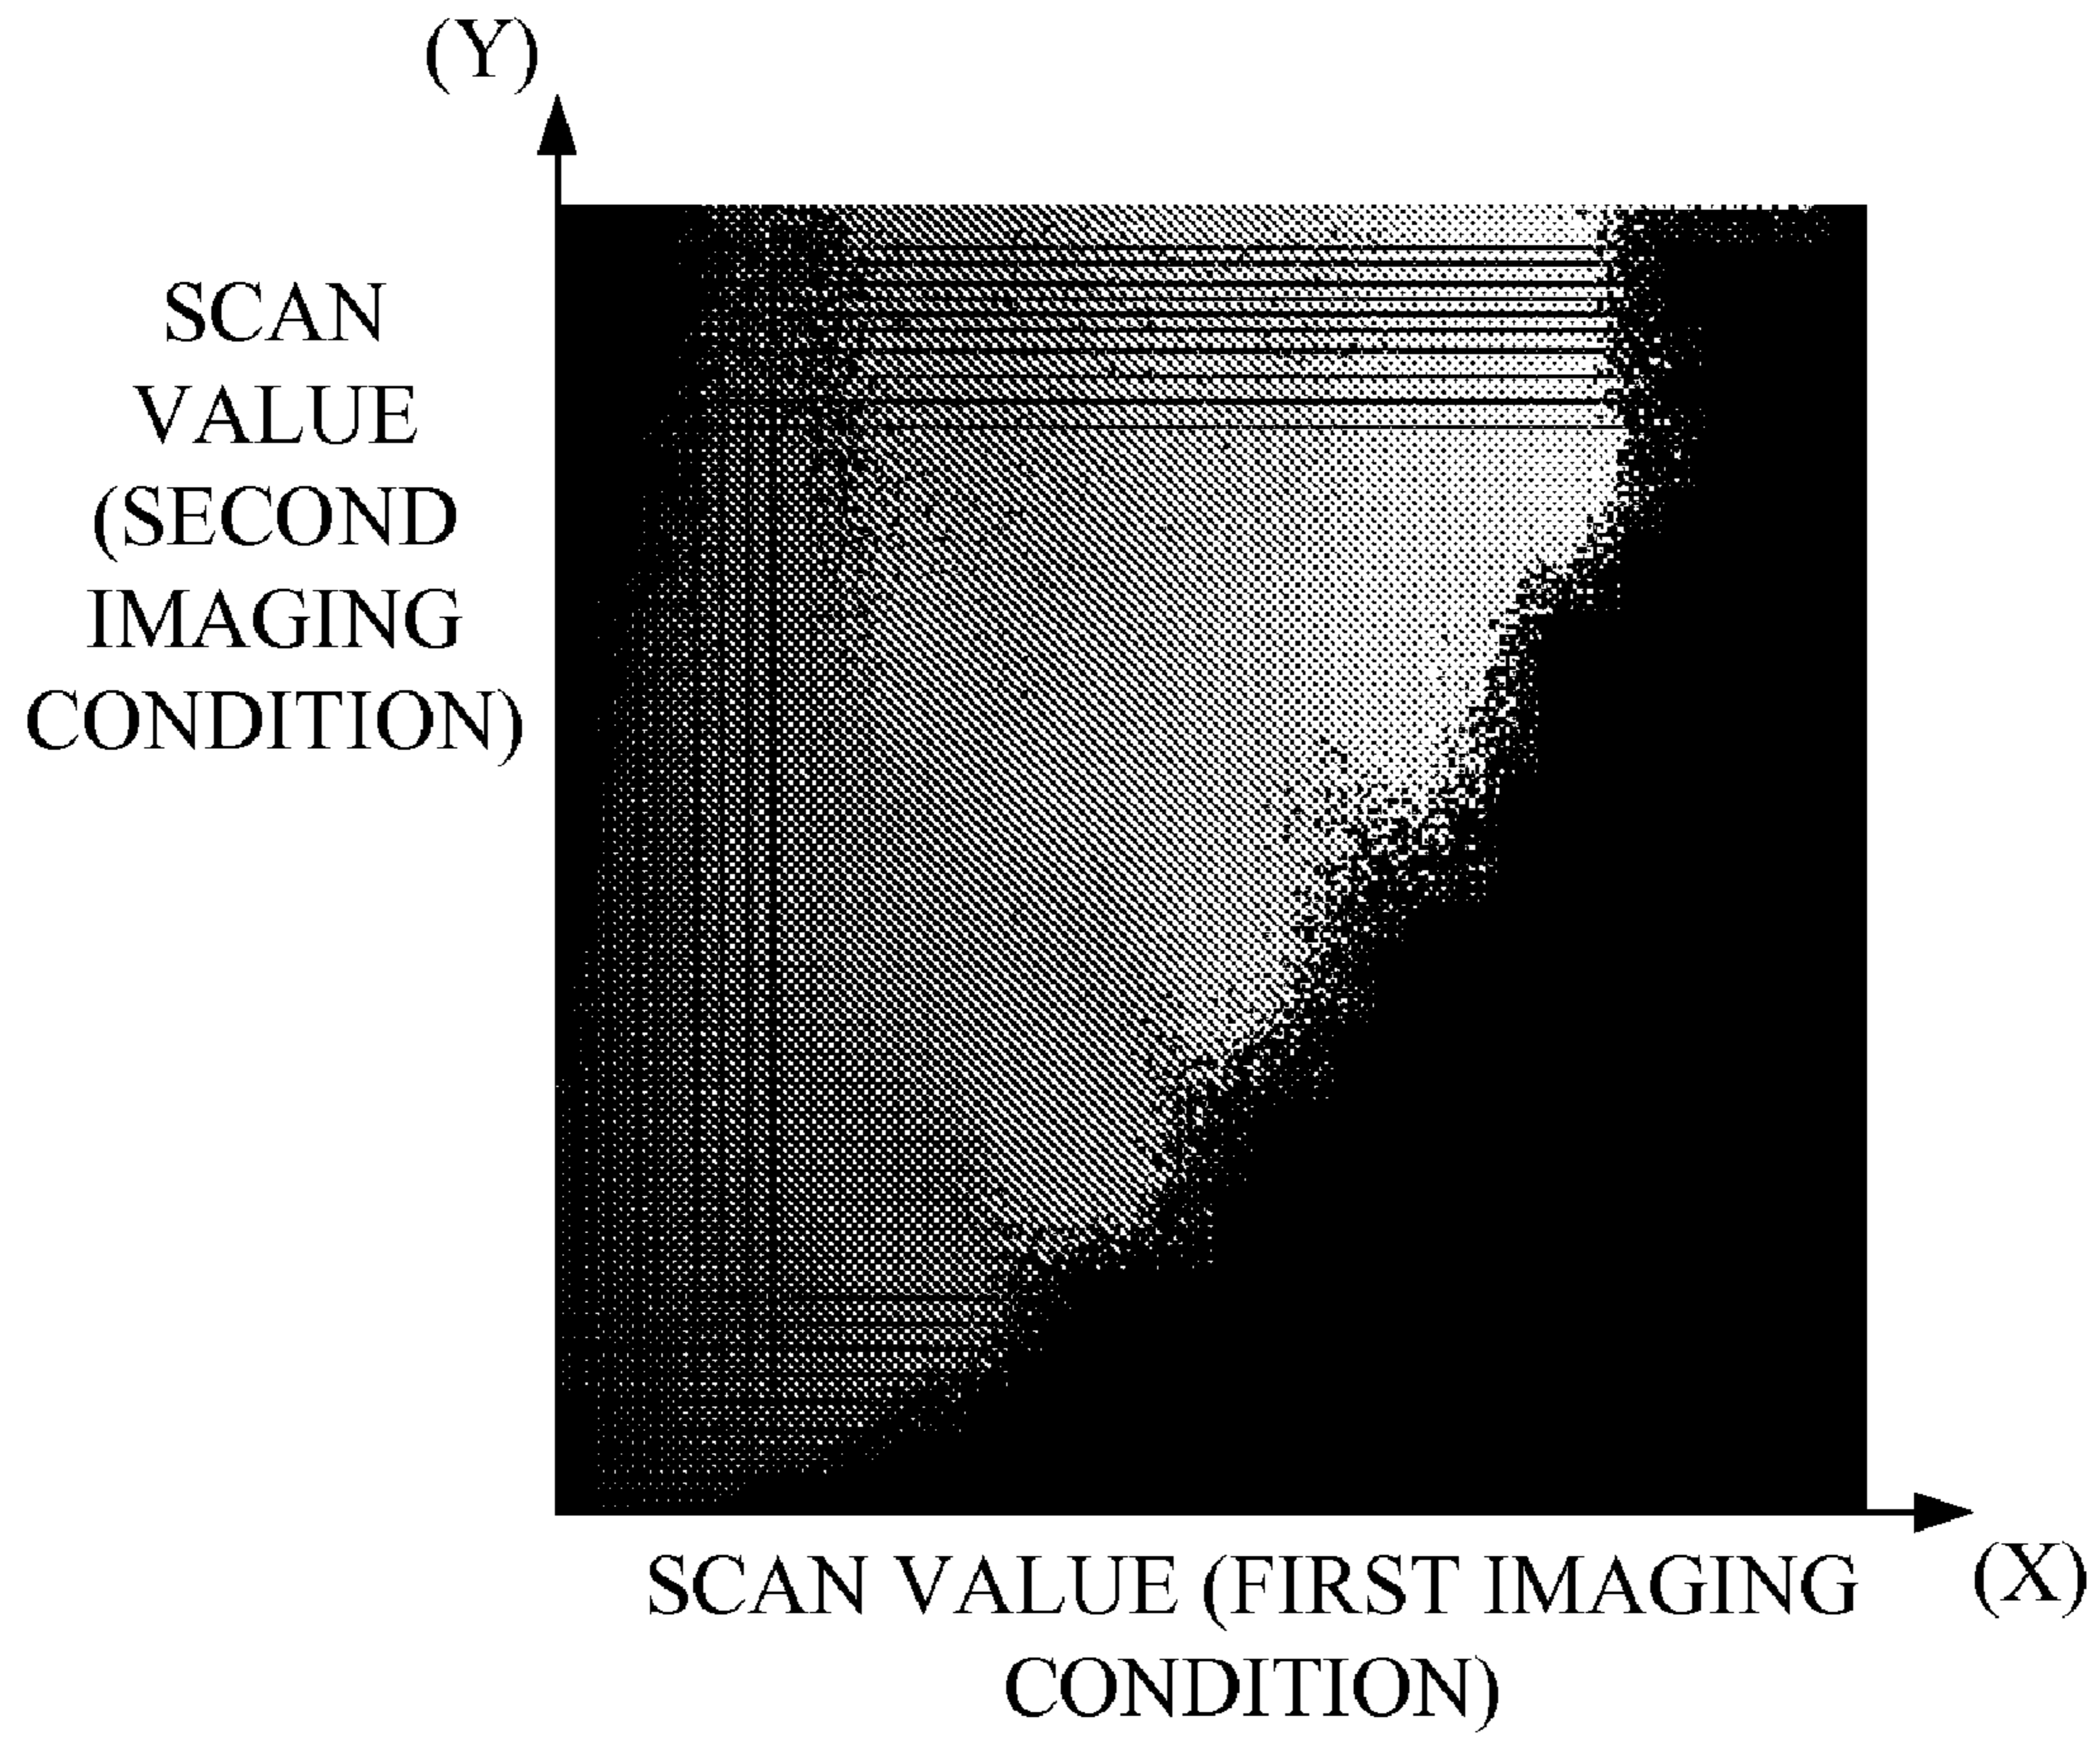 (Y)
SCAN
VALUE
(SECOND
IMAGING
CONDITION)
SCAN VALUE (FIRST IMAGING
CONDITION)
(X)